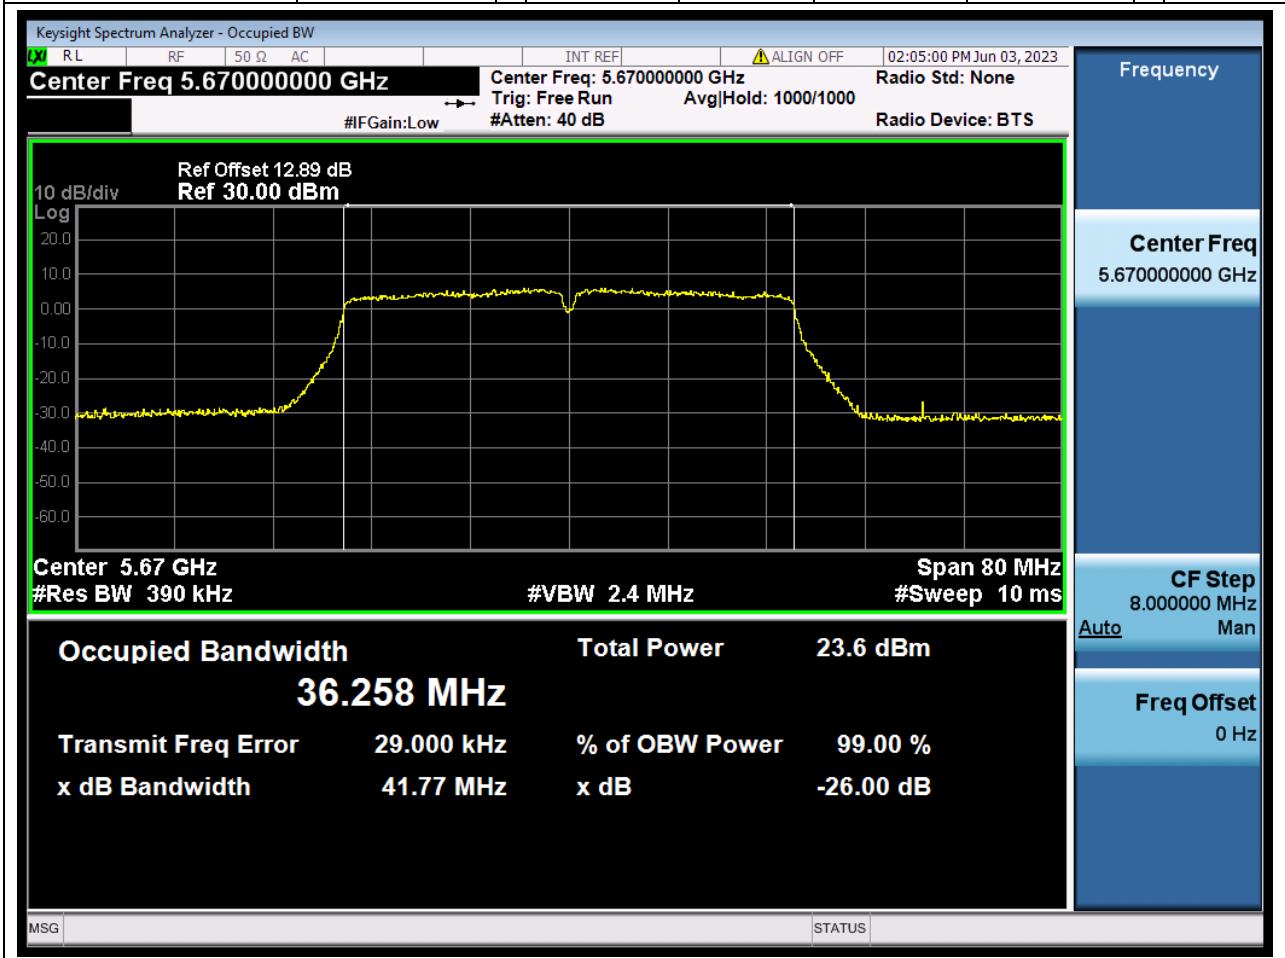 Keysight Spectrum Analyzer - Occupied BW
LXI RL RF 50 Ω AC INT REF ALIGN OFF 02:05:00 PM Jun 03, 2023
Center Freq 5.670000000 GHz
Center Freq: 5.670000000 GHz
Radio Std: None
Trig: Free Run Avg|Hold: 1000/1000
#IFGain:Low
#Atten: 40 dB
Radio Device: BTS
Ref Offset 12.89 dB
10 dB/div Ref 30.00 dBm
Log
20.0
10.0
0.00
-10.0
-20.0
-30.0
-40.0
-50.0
-60.0
Center 5.67 GHz Span 80 MHz
#Res BW 390 kHz #VBW 2.4 MHz #Sweep 10 ms
Occupied Bandwidth Total Power 23.6 dBm
36.258 MHz
Transmit Freq Error 29.000 kHz % of OBW Power 99.00 %
x dB Bandwidth 41.77 MHz x dB -26.00 dB
MSG STATUS
Frequency
Center Freq
5.670000000 GHz
CF Step
8.000000 MHz
Auto Man
Freq Offset
0 Hz